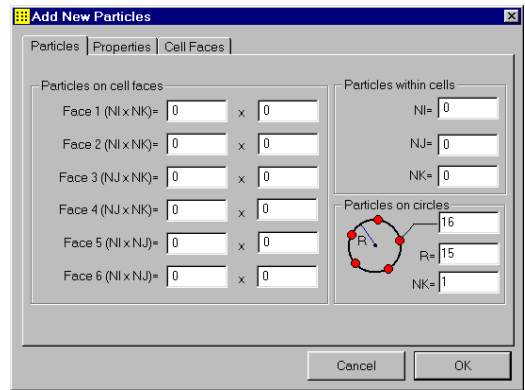 Add New Particles
Particles Properties Cell Faces
Particles on cell faces
Face 1 (NI x NK)= 0 x 0
Face 2 (NI x NK)= 0 x 0
Face 3 (NJ x NK)= 0 x 0
Face 4 (NJ x NK)= 0 x 0
Face 5 (NI x NJ)= 0 x 0
Face 6 (NI x NJ)= 0 x 0
Particles within cells
NI= 0
NJ= 0
NK= 0
Particles on circles
16
R
R= 15
NK= 1
Cancel OK